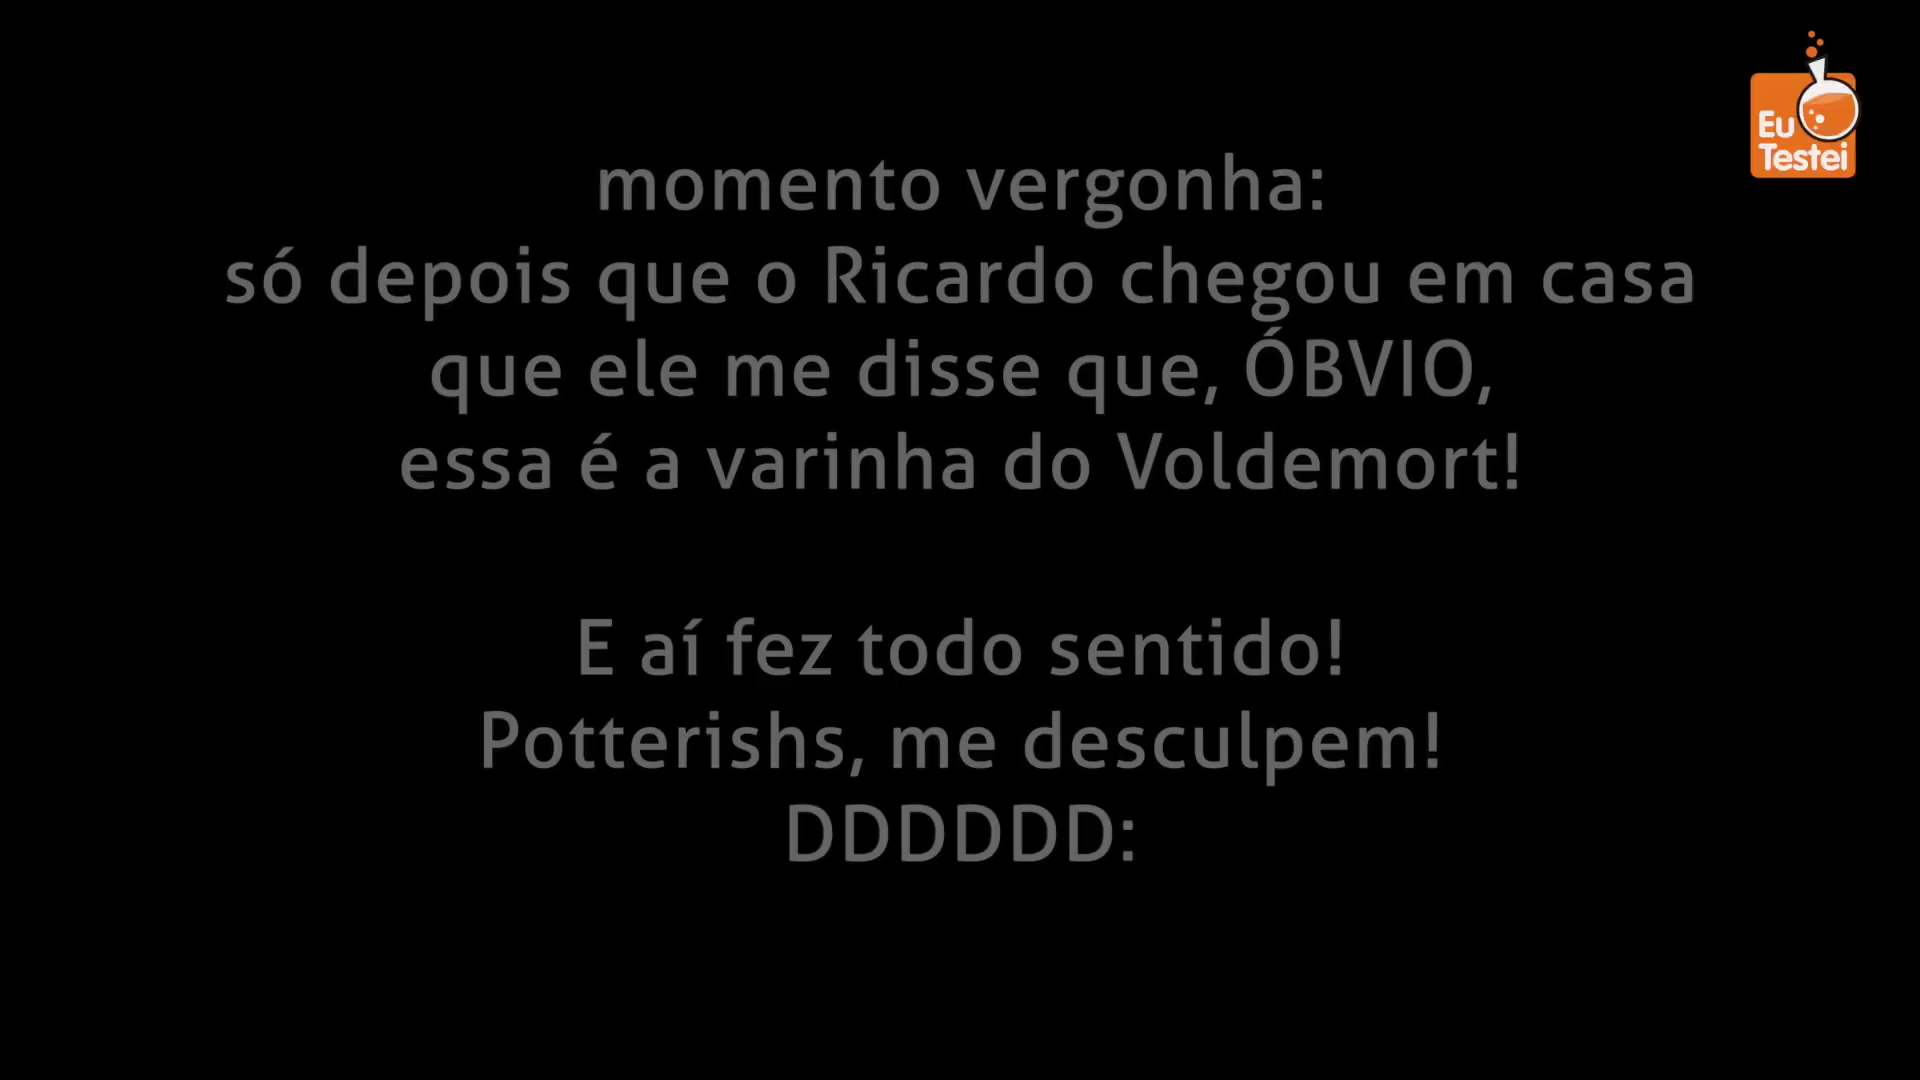 Eu
Testei
momento vergonha:
só depois que o Ricardo chegou em casa
que ele me disse que, ÓBVIO,
essa é a varinha do Voldemort!
E aí fez todo sentido!
Potterishs, me desculpem!
DDDDDD: